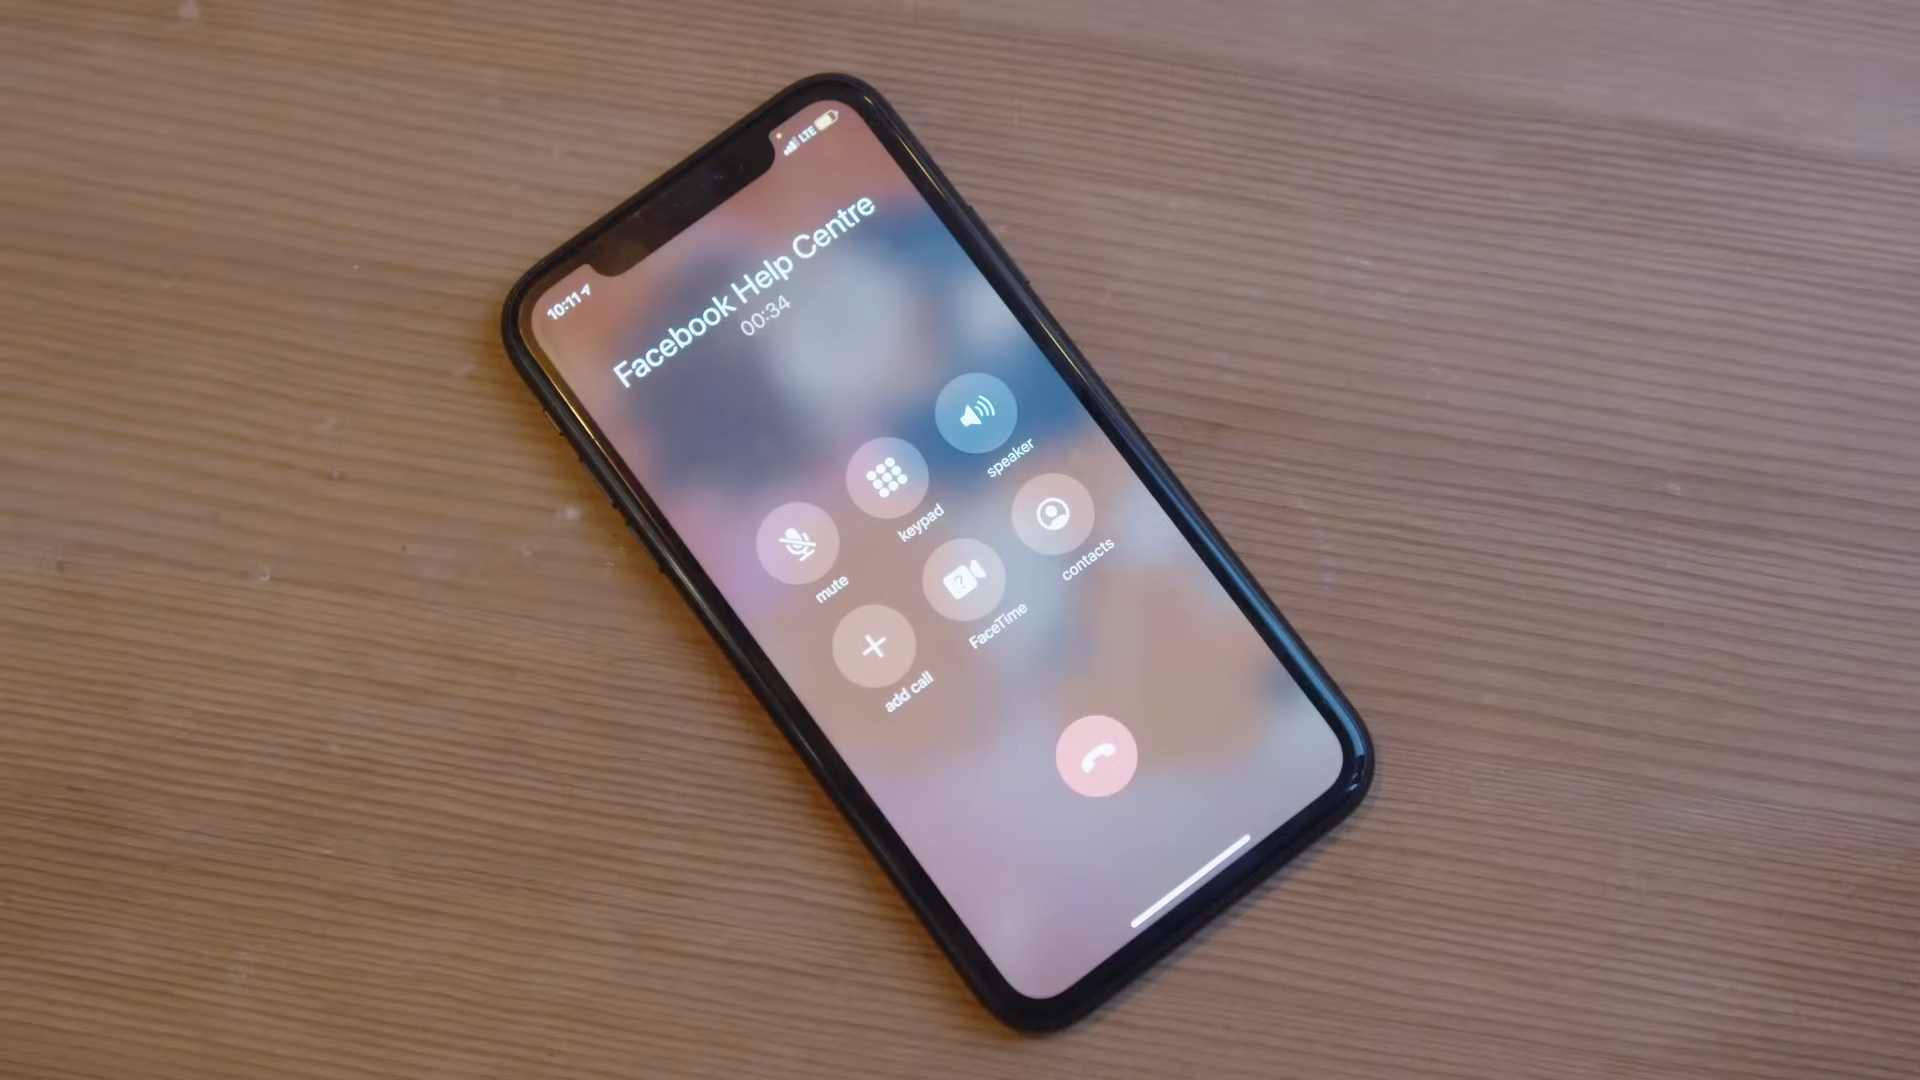 10:11
LTE
Facebook Help Centre
00:34
mute
keypad
speaker
add call
FaceTime
?
contacts